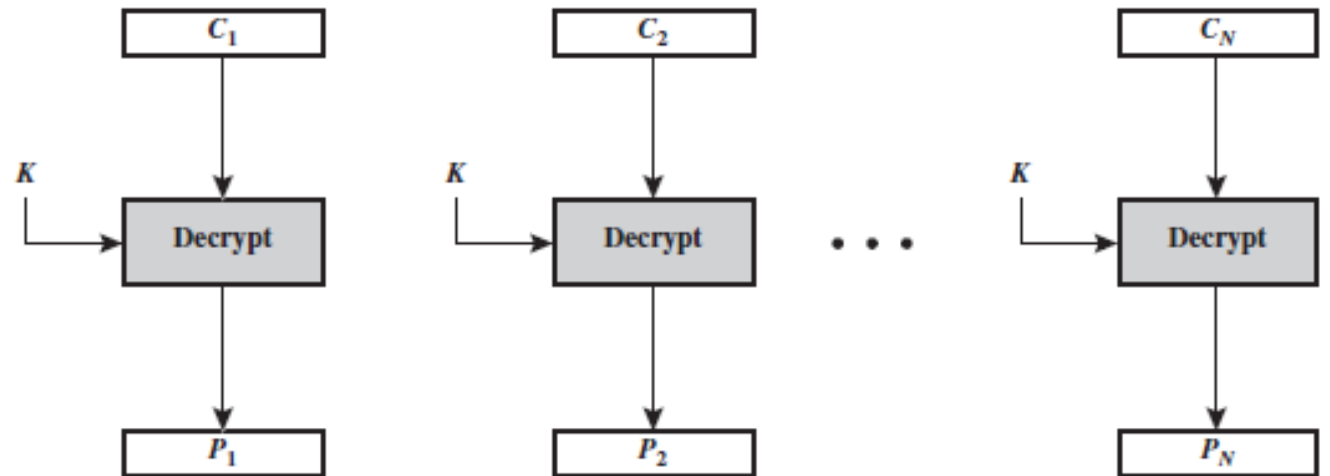 C1 C2 CN
K K K
Decrypt Decrypt • • • Decrypt
P1 P2 PN